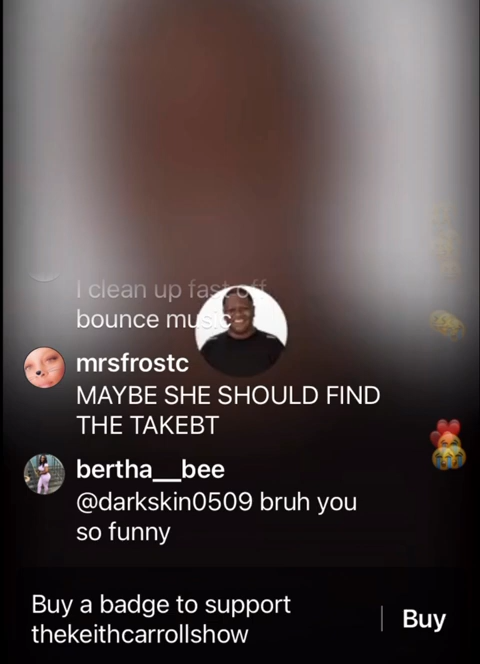 I clean up fast off
bounce music
mrsfrostc
MAYBE SHE SHOULD FIND
THE TAKEBT
bertha__bee
@darkskin0509 bruh you
so funny
Buy a badge to support
thekeithcarrollshow
Buy